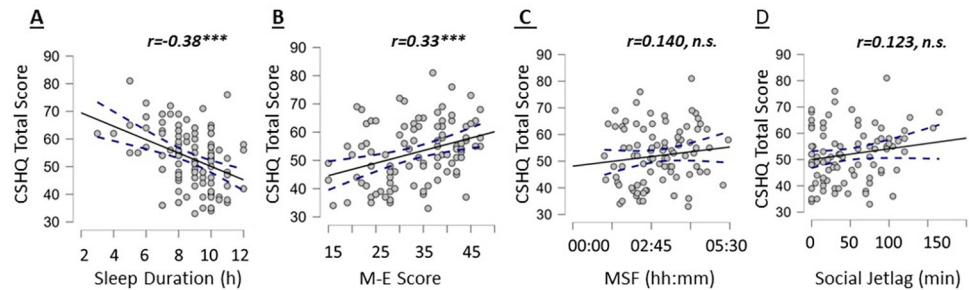 A
B
C
D
r=-0.38***
r=0.33***
r=0.140, n.s.
r=0.123, n.s.
CSHQ Total Score
90
80
70
60
50
40
30
2 4 6 8 10 12
Sleep Duration (h)
CSHQ Total Score
90
80
70
60
50
40
30
15 25 35 45
M-E Score
CSHQ Total Score
90
80
70
60
50
40
30
00:00 02:45 05:30
MSF (hh:mm)
CSHQ Total Score
90
80
70
60
50
40
30
0 50 100 150
Social Jetlag (min)